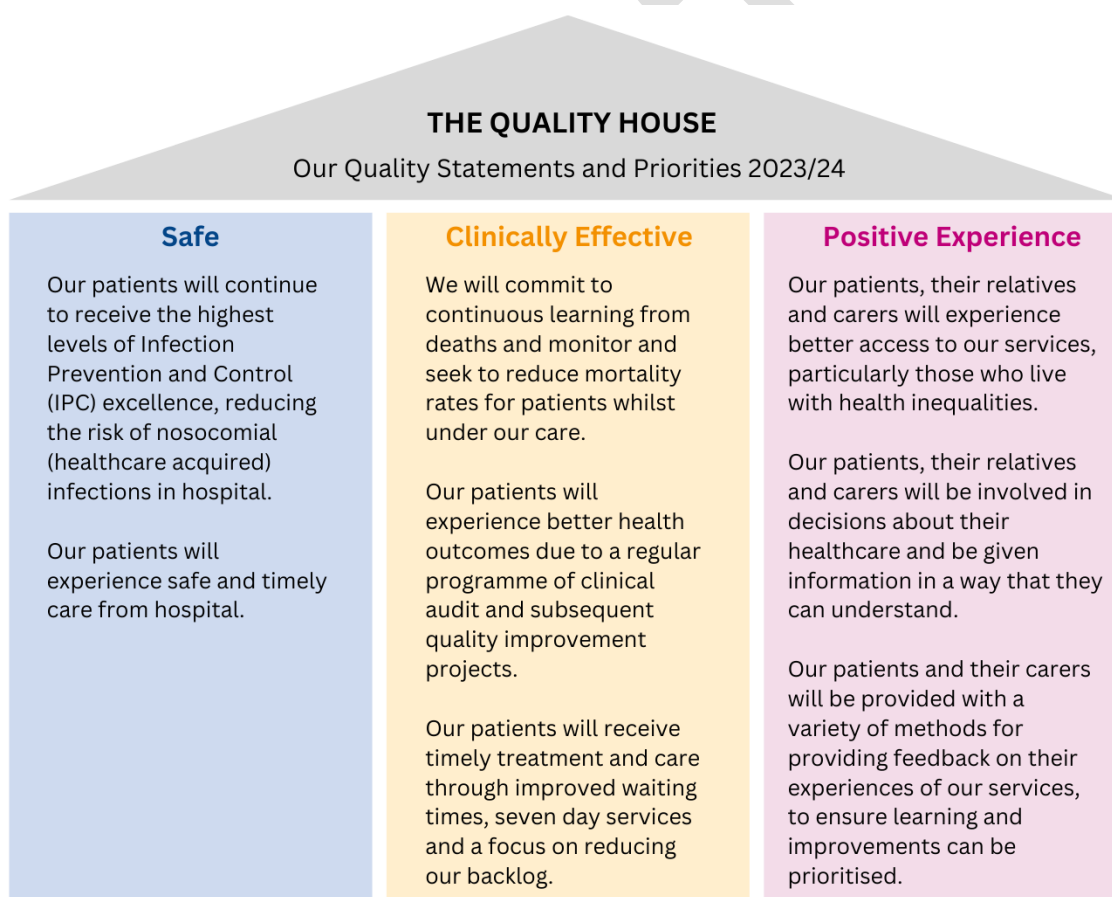 THE QUALITY HOUSE
Our Quality Statements and Priorities 2023/24
Safe
Our patients will continue
to receive the highest
levels of Infection
Prevention and Control
(IPC) excellence, reducing
the risk of nosocomial
(healthcare acquired)
infections in hospital.
Our patients will
experience safe and timely
care from hospital.
Clinically Effective
We will commit to
continuous learning from
deaths and monitor and
seek to reduce mortality
rates for patients whilst
under our care.
Our patients will
experience better health
outcomes due to a regular
programme of clinical
audit and subsequent
quality improvement
projects.
Our patients will receive
timely treatment and care
through improved waiting
times, seven day services
and a focus on reducing
our backlog.
Positive Experience
Our patients, their relatives
and carers will experience
better access to our services,
particularly those who live
with health inequalities.
Our patients, their relatives
and carers will be involved in
decisions about their
healthcare and be given
information in a way that they
can understand.
Our patients and their carers
will be provided with a
variety of methods for
providing feedback on their
experiences of our services,
to ensure learning and
improvements can be
prioritised.